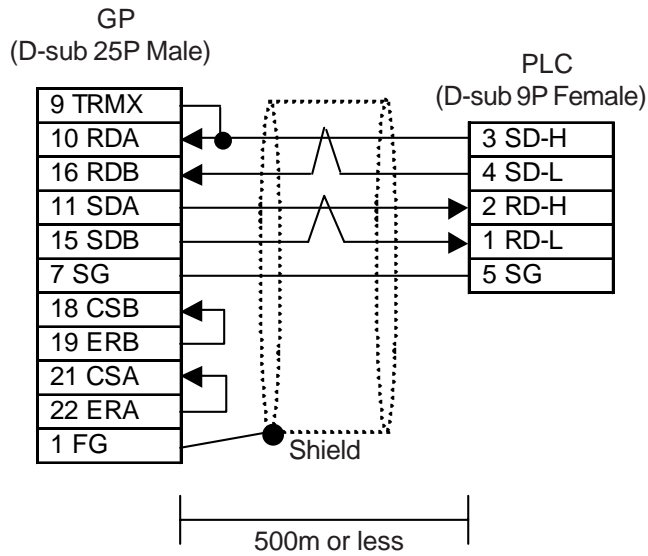 GP
(D-sub 25P Male)
PLC
(D-sub 9P Female)
9 TRMX
10 RDA
3 SD-H
16 RDB
4 SD-L
11 SDA
2 RD-H
15 SDB
1 RD-L
7 SG
5 SG
18 CSB
19 ERB
21 CSA
22 ERA
1 FG
Shield
500m or less